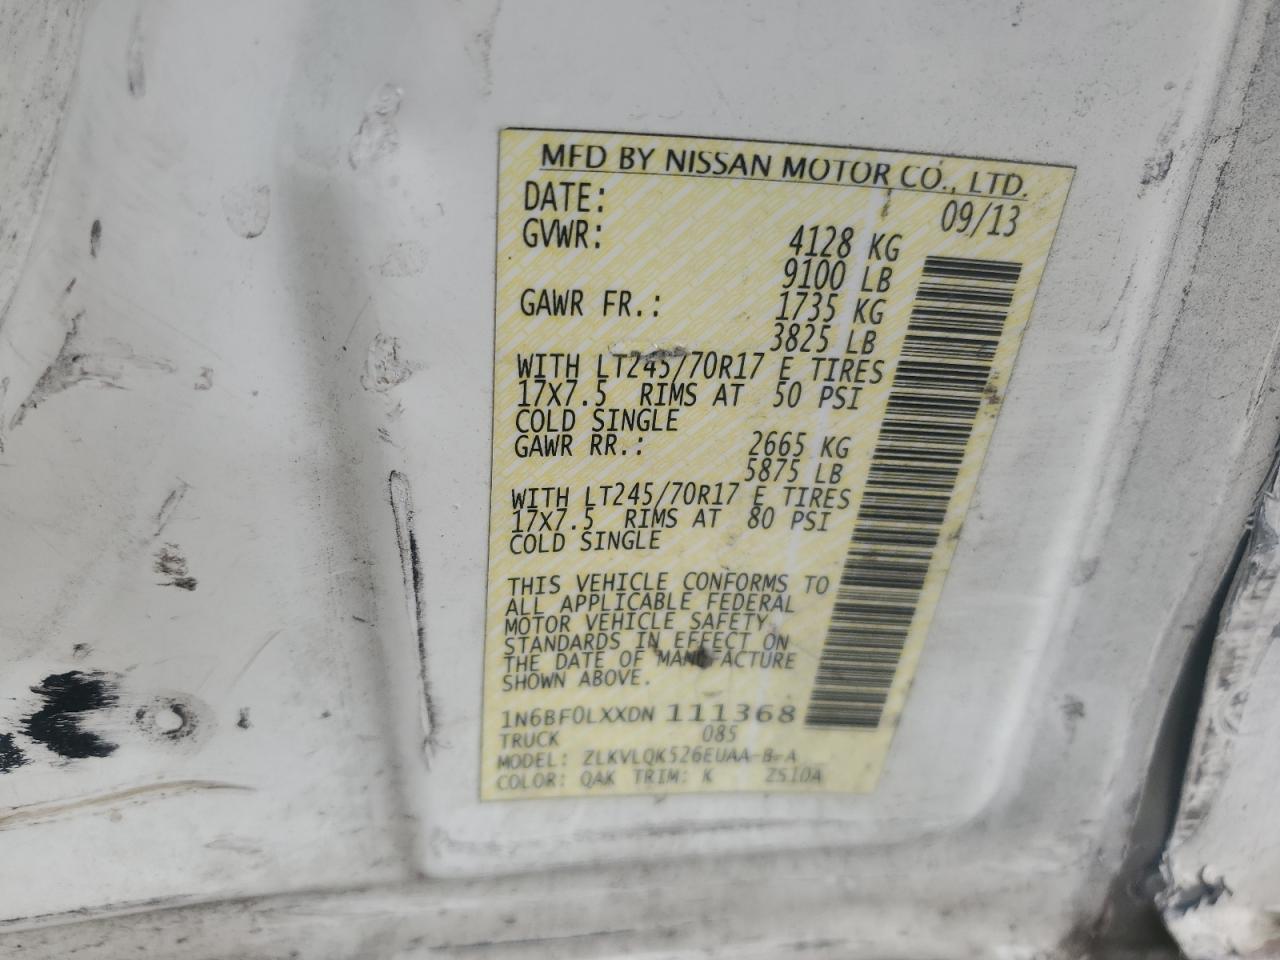 MFD BY NISSAN MOTOR CO., LTD.
DATE: 09/13
GVWR: 4128 KG
9100 LB
GAWR FR.: 1735 KG
3825 LB
WITH LT245/70R17 E TIRES
17X7.5 RIMS AT 50 PSI
COLD SINGLE
GAWR RR.: 2665 KG
5875 LB
WITH LT245/70R17 E TIRES
17X7.5 RIMS AT 80 PSI
COLD SINGLE
THIS VEHICLE CONFORMS TO
ALL APPLICABLE FEDERAL
MOTOR VEHICLE SAFETY
STANDARDS IN EFFECT ON
THE DATE OF MANUFACTURE
SHOWN ABOVE.
1N6BF0LXXDN 111368
TRUCK 085
MODEL: ZLKVLQK526EUAA-B-A
COLOR: QAK TRIM: K ZS10A